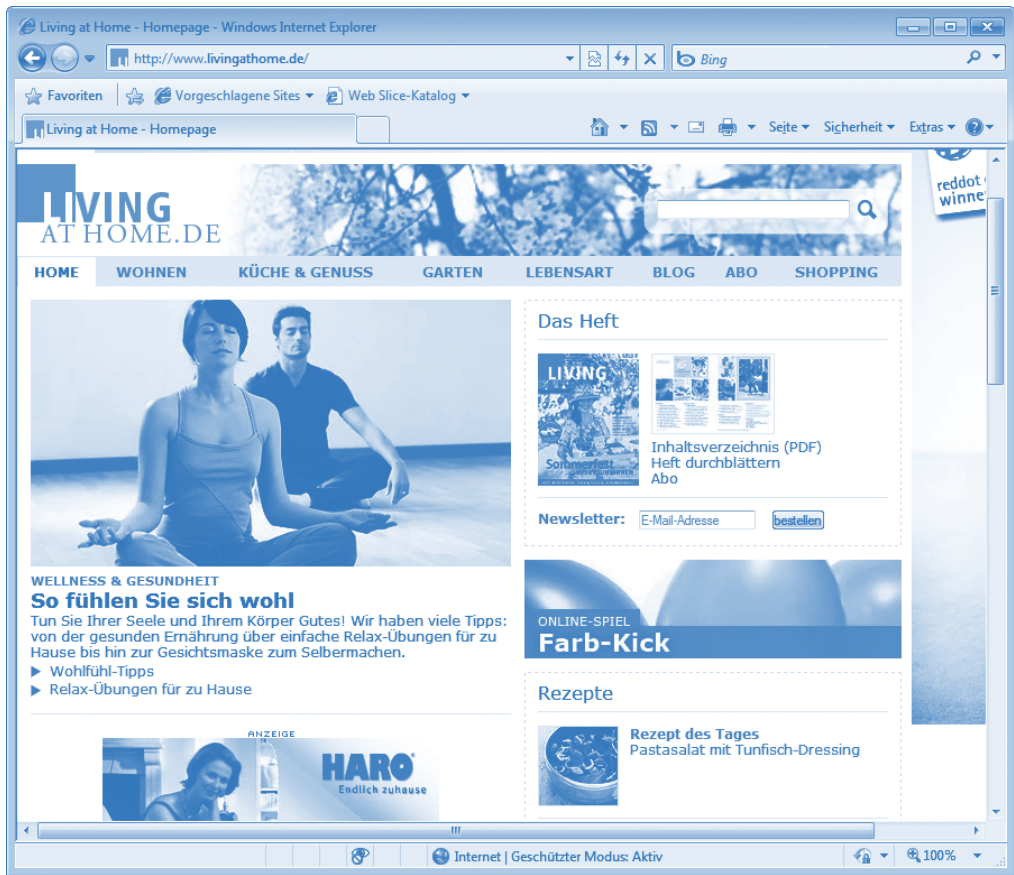 Living at Home - Homepage - Windows Internet Explorer
http://www.livingathome.de/
Bing
Favoriten
Vorgeschlagene Sites
Web Slice-Katalog
Living at Home - Homepage
Seite
Sicherheit
Extras
reddot
winne
LIVING
AT HOME.DE
HOME WOHNEN KÜCHE & GENUSS GARTEN LEBENSART BLOG ABO SHOPPING
WELLNESS & GESUNDHEIT
So fühlen Sie sich wohl
Tun Sie Ihrer Seele und Ihrem Körper Gutes! Wir haben viele Tipps:
von der gesunden Ernährung über einfache Relax-Übungen für zu
Hause bis hin zur Gesichtsmaske zum Selbermachen.
Wohlfühl-Tipps
Relax-Übungen für zu Hause
ANZEIGE
HARO
Endlich zuhause
Das Heft
LIVING
Sommerfest
Inhaltsverzeichnis (PDF)
Heft durchblättern
Abo
Newsletter: E-Mail-Adresse bestellen
ONLINE-SPIEL
Farb-Kick
Rezepte
Rezept des Tages
Pastasalat mit Tunfisch-Dressing
Internet | Geschützter Modus: Aktiv
100%